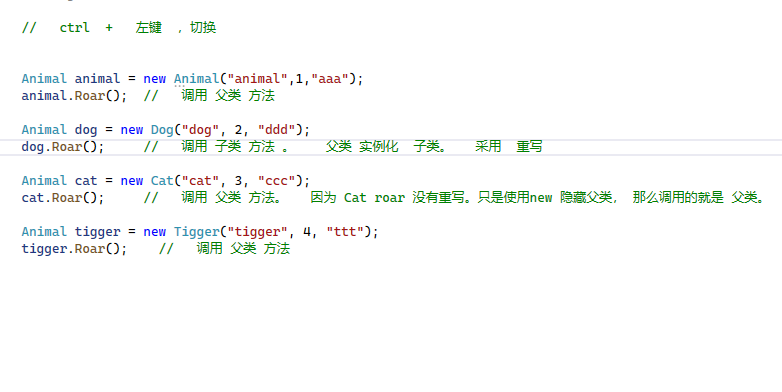 // ctrl + 左键 ，切换
Animal animal = new Animal("animal",1,"aaa");
animal.Roar(); // 调用 父类 方法
Animal dog = new Dog("dog", 2, "ddd");
dog.Roar(); // 调用 子类 方法 。 父类 实例化 子类。 采用 重写
Animal cat = new Cat("cat", 3, "ccc");
cat.Roar(); // 调用 父类 方法。 因为 Cat roar 没有重写。只是使用new 隐藏父类， 那么调用的就是 父类。
Animal tigger = new Tigger("tigger", 4, "ttt");
tigger.Roar(); // 调用 父类 方法